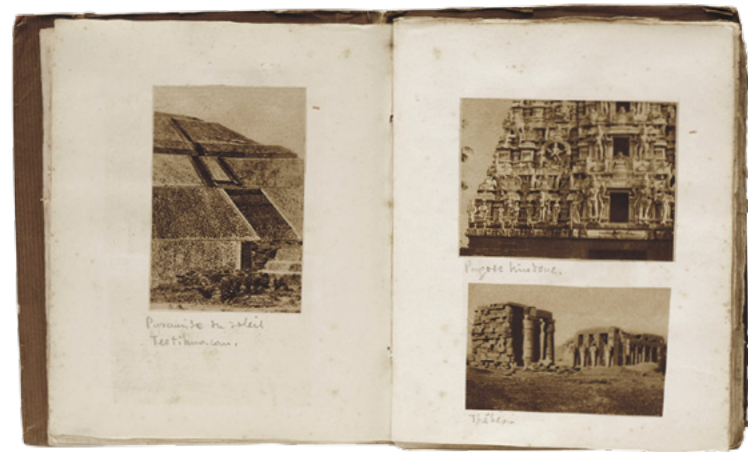 Pyramide du soleil
Teotihuacan.
Pagode hindoue.
Thèbes